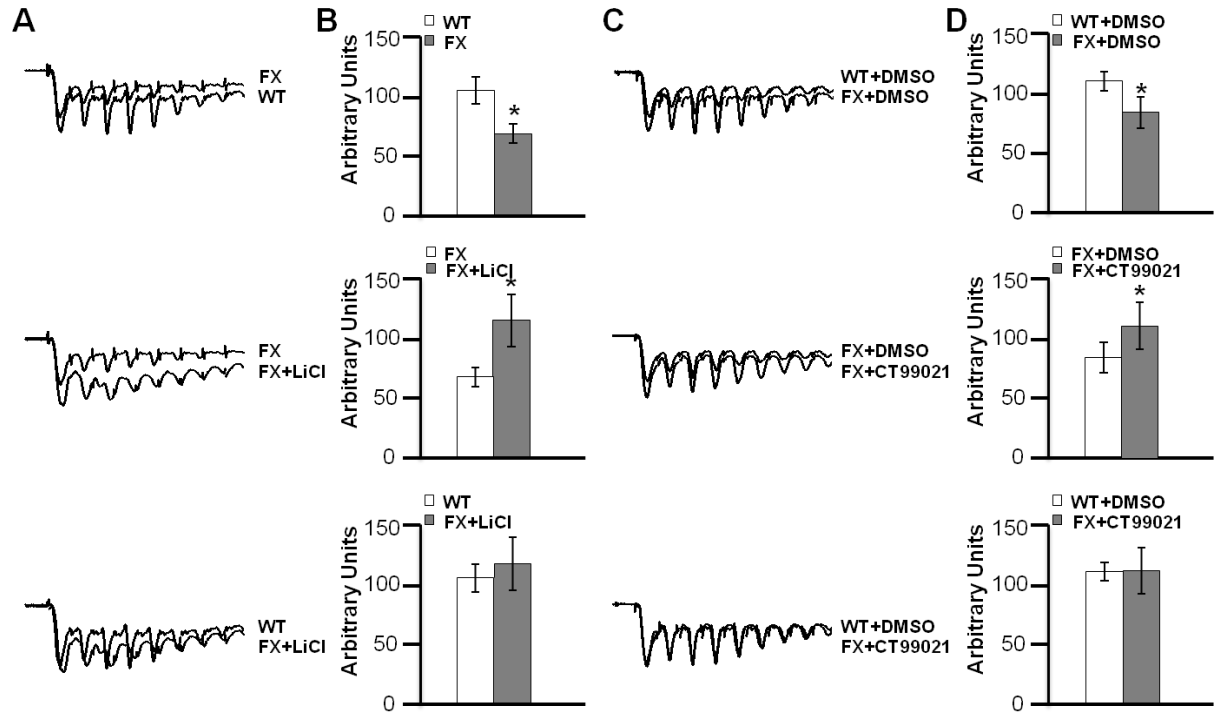 A
FX
WT
B
WT
FX
Arbitrary Units
150
100
50
0
*
C
WT+DMSO
FX+DMSO
D
WT+DMSO
FX+DMSO
Arbitrary Units
150
100
50
0
*
FX
FX+LiCl
FX
FX+LiCl
Arbitrary Units
150
100
50
0
*
FX+DMSO
FX+CT99021
FX+DMSO
FX+CT99021
Arbitrary Units
150
100
50
0
*
WT
FX+LiCl
WT
FX+LiCl
Arbitrary Units
150
100
50
0
WT+DMSO
FX+CT99021
WT+DMSO
FX+CT99021
Arbitrary Units
150
100
50
0